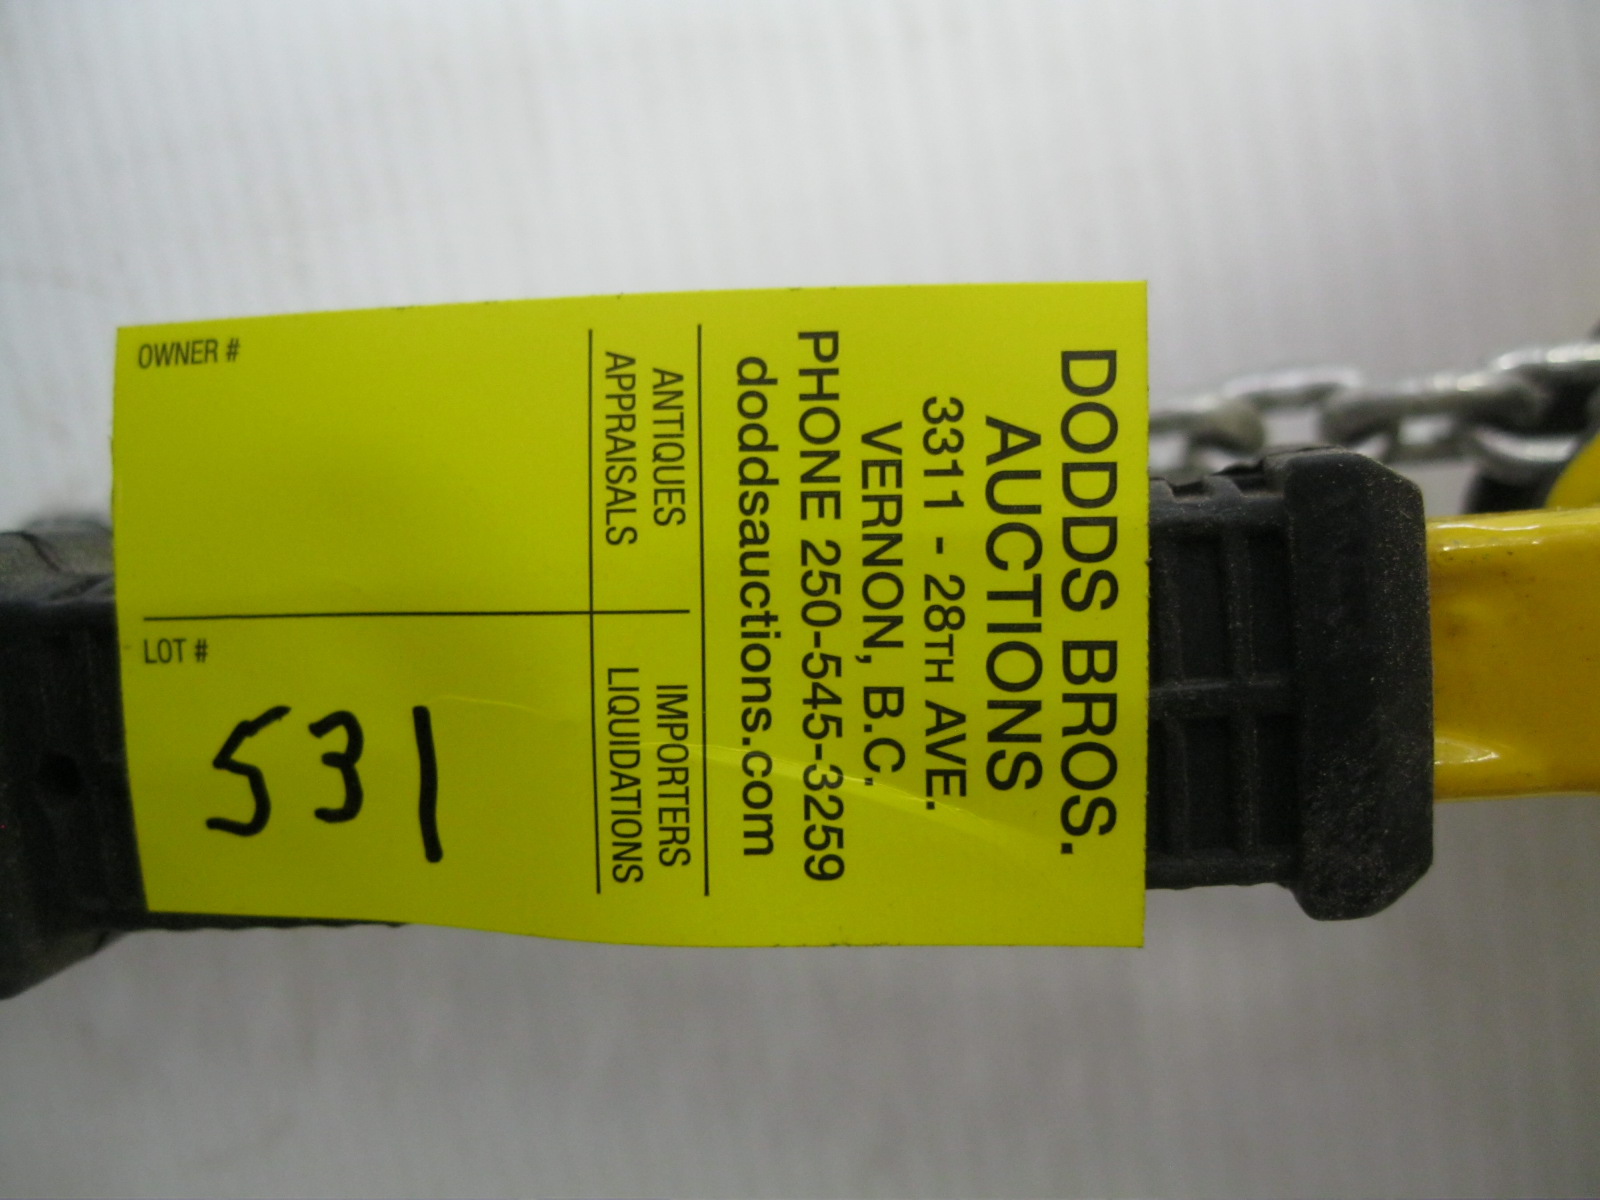 DODDS BROS.
AUCTIONS
3311 - 28TH AVE.
VERNON, B.C.
PHONE 250-545-3259
doddsauctions.com
ANTIQUES
APPRAISALS
IMPORTERS
LIQUIDATIONS
OWNER #
LOT #
531